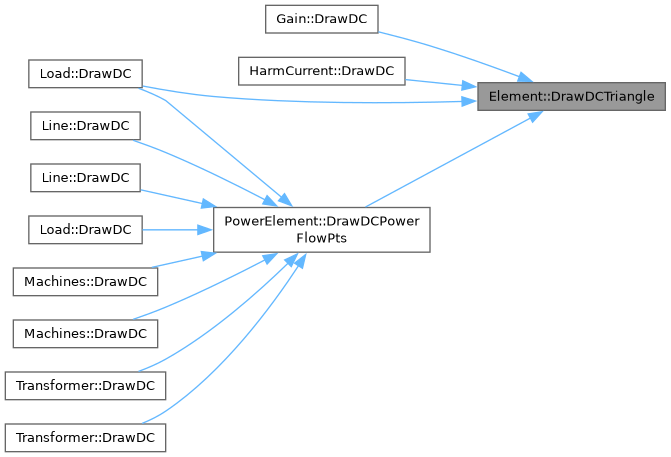 Gain::DrawDC
Load::DrawDC
HarmCurrent::DrawDC
Element::DrawDCTriangle
Line::DrawDC
Line::DrawDC
PowerElement::DrawDCPower
FlowPts
Load::DrawDC
Machines::DrawDC
Machines::DrawDC
Transformer::DrawDC
Transformer::DrawDC